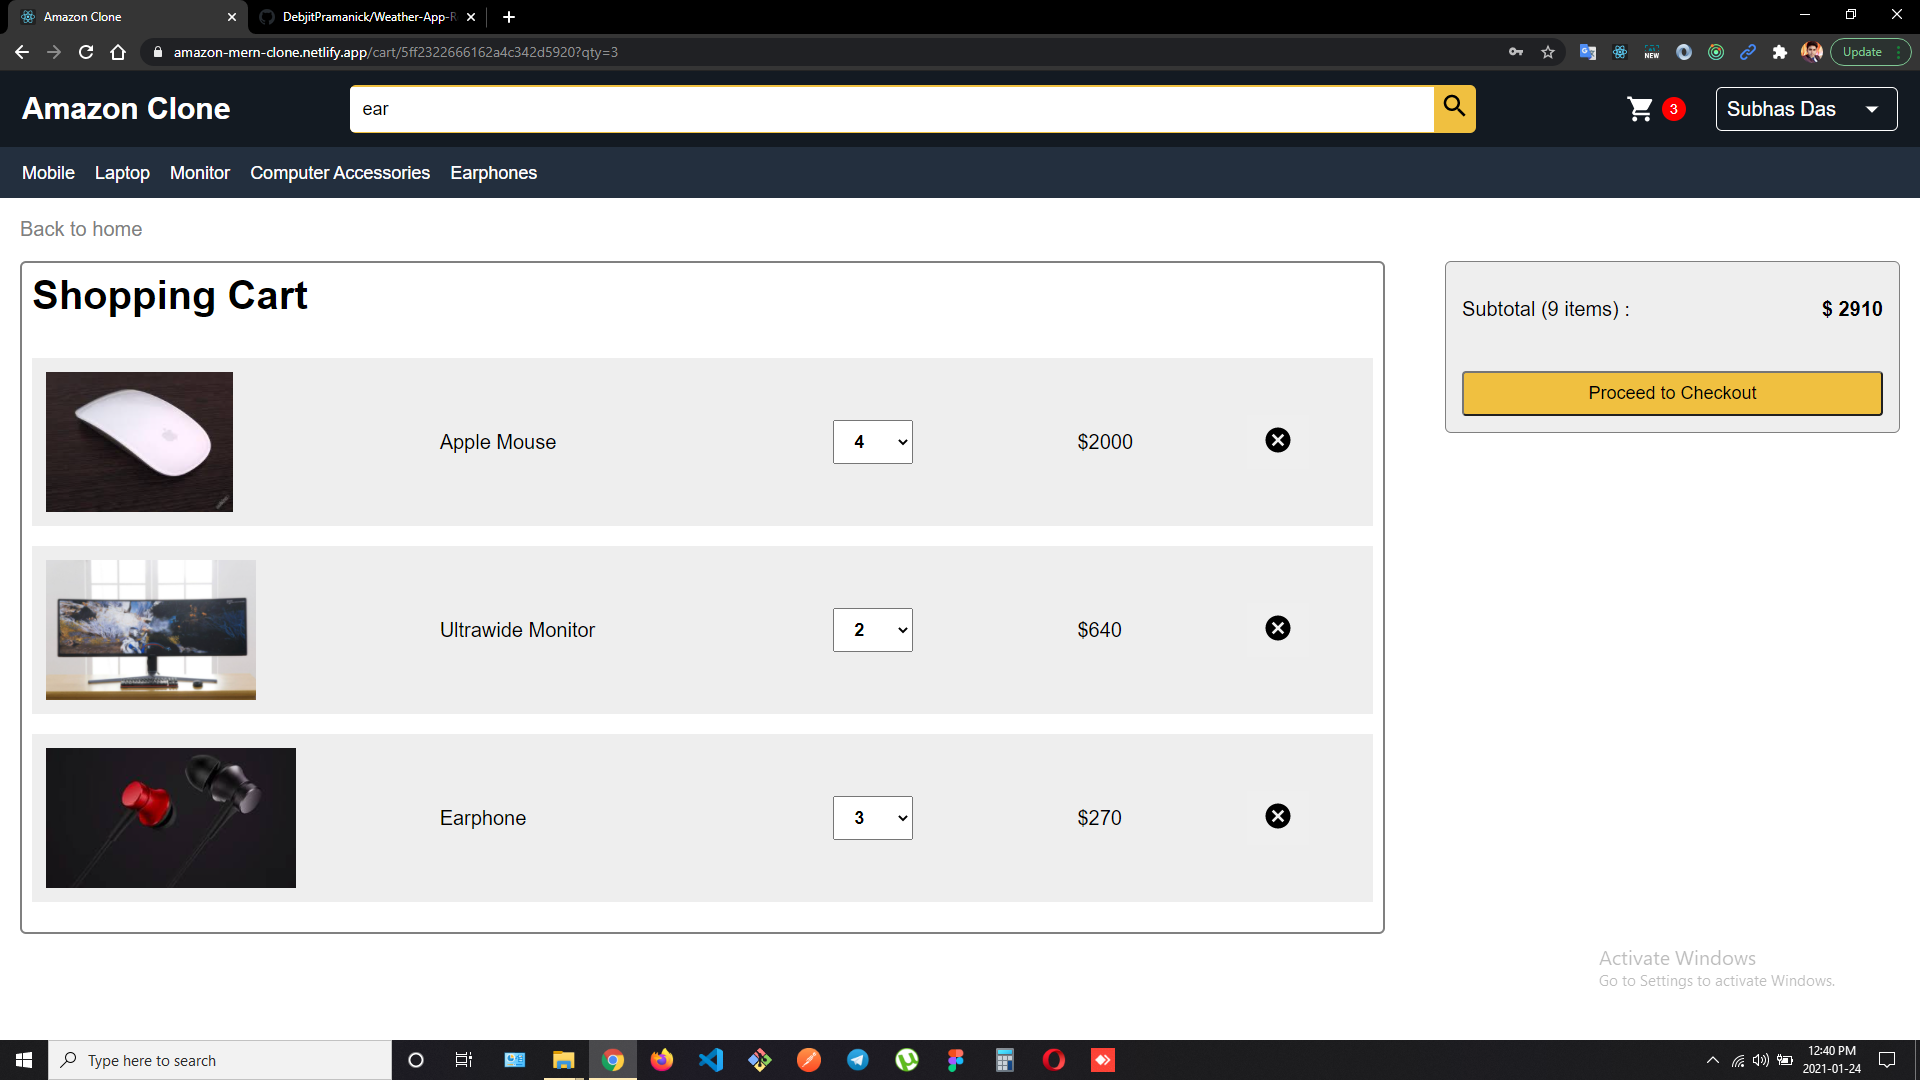 Amazon Clone
DebjitPramanick/Weather-App-R
amazon-mern-clone.netlify.app/cart/5ff2322666162a4c342d5920?qty=3
NEW
Update
Amazon Clone
ear
3
Subhas Das
Mobile Laptop Monitor Computer Accessories Earphones
Back to home
Shopping Cart
Apple Mouse 4 $2000
Ultrawide Monitor 2 $640
Earphone 3 $270
Subtotal (9 items) : $ 2910
Proceed to Checkout
Activate Windows
Go to Settings to activate Windows.
Type here to search
12:40 PM
2021-01-24